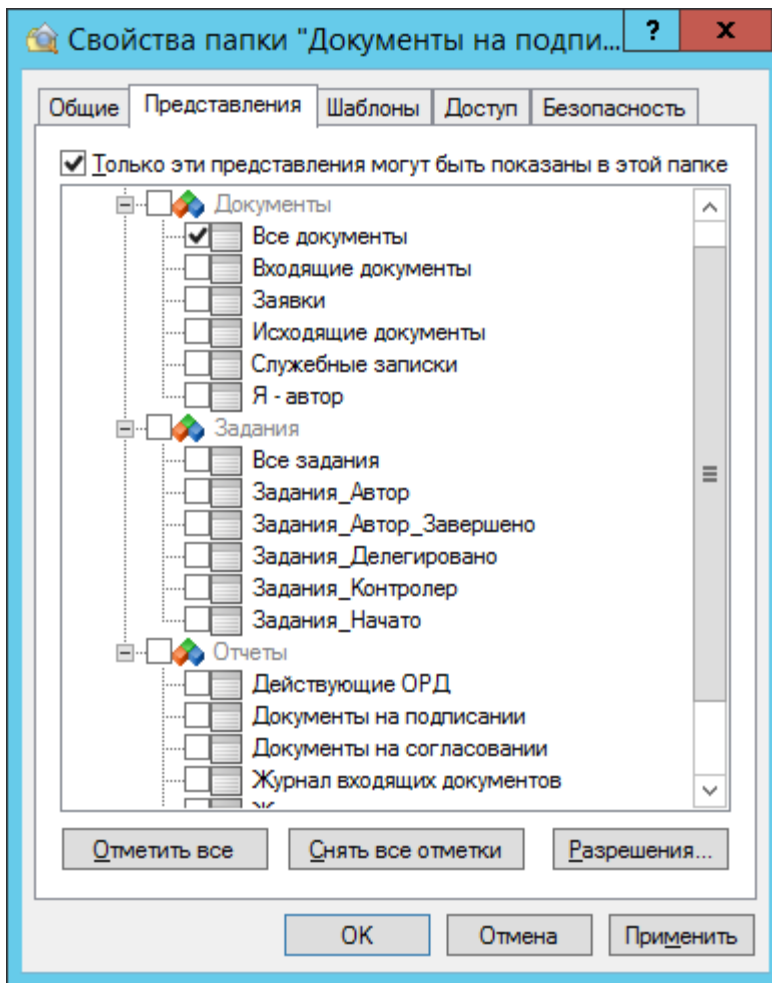 Свойства папки "Документы на подпи... ? x
Общие Представления Шаблоны Доступ Безопасность
Только эти представления могут быть показаны в этой папке
Документы
Все документы
Входящие документы
Заявки
Исходящие документы
Служебные записки
Я - автор
Задания
Все задания
Задания_Автор
Задания_Автор_Завершено
Задания_Делегировано
Задания_Контролер
Задания_Начато
Отчеты
Действующие ОРД
Документы на подписании
Документы на согласовании
Журнал входящих документов
Отметить все Снять все отметки Разрешения...
OK Отмена Применить